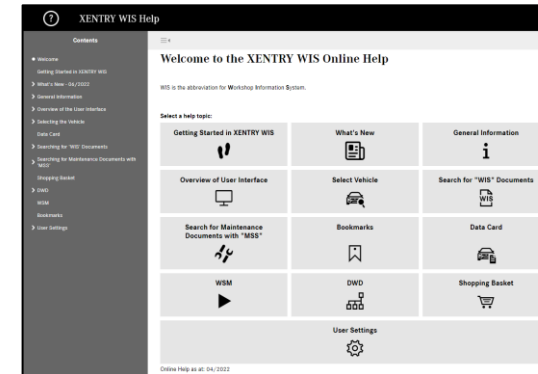 ? XENTRY WIS Help
Contents
Welcome
Getting Started in XENTRY WIS
What's New - 04/2022
General Information
Overview of the User Interface
Selecting the Vehicle
Data Card
Searching for 'WIS' Documents
Searching for Maintenance Documents with
'MSS'
Shopping Basket
DWD
WSM
Bookmarks
User Settings
Welcome to the XENTRY WIS Online Help
WIS is the abbreviation for Workshop Information System.
Select a help topic:
Getting Started in XENTRY WIS
What's New
General Information
i
Overview of User Interface
Select Vehicle
Search for "WIS" Documents
WIS
Search for Maintenance
Documents with "MSS"
Bookmarks
Data Card
WSM
DWD
Shopping Basket
User Settings
Online Help as at: 04/2022